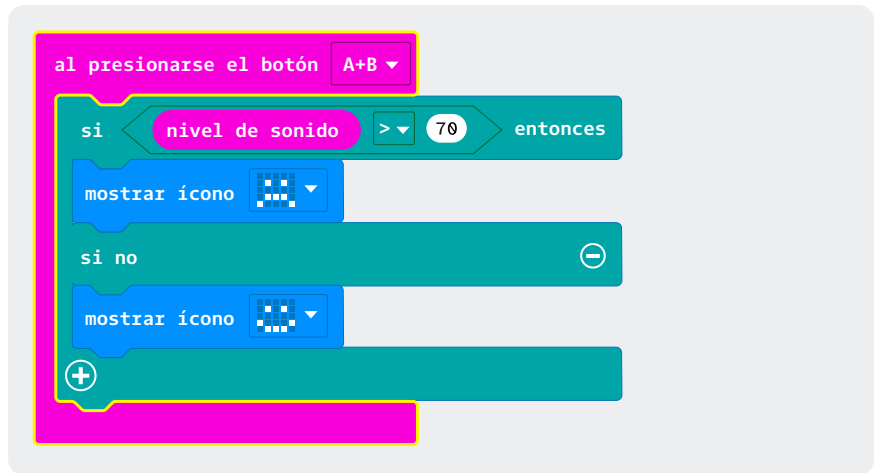 al presionarse el botón A+B
si nivel de sonido > 70 entonces
mostrar ícono
si no
mostrar ícono